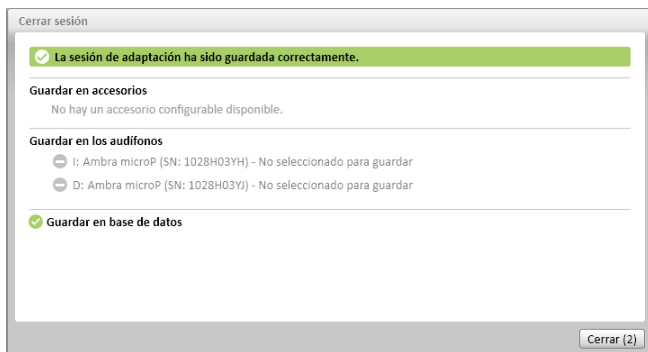 Cerrar sesión
La sesión de adaptación ha sido guardada correctamente.
Guardar en accesorios
No hay un accesorio configurable disponible.
Guardar en los audífonos
I: Ambra microP (SN: 1028H03YH) - No seleccionado para guardar
D: Ambra microP (SN: 1028H03YJ) - No seleccionado para guardar
Guardar en base de datos
Cerrar (2)